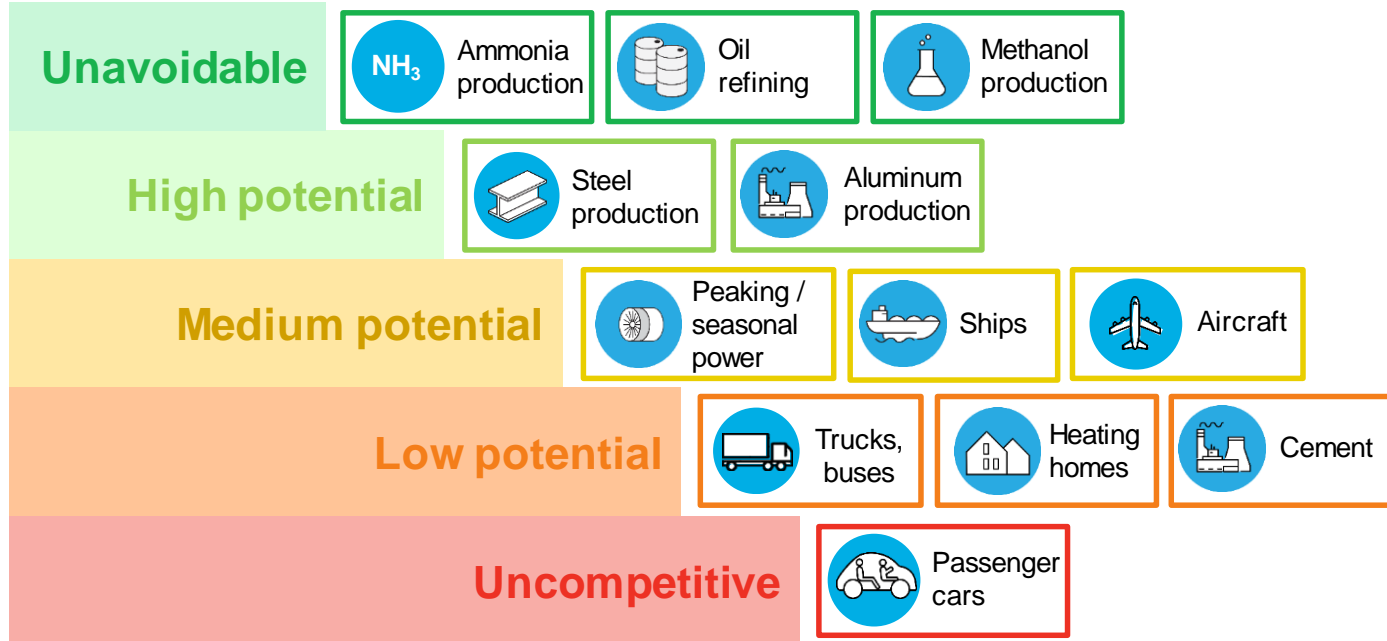 Unavoidable
NH₃
Ammonia
production
Oil
refining
Methanol
production
High potential
Steel
production
Aluminum
production
Medium potential
Peaking /
seasonal
power
Ships
Aircraft
Low potential
Trucks,
buses
Heating
homes
Cement
Uncompetitive
Passenger
cars